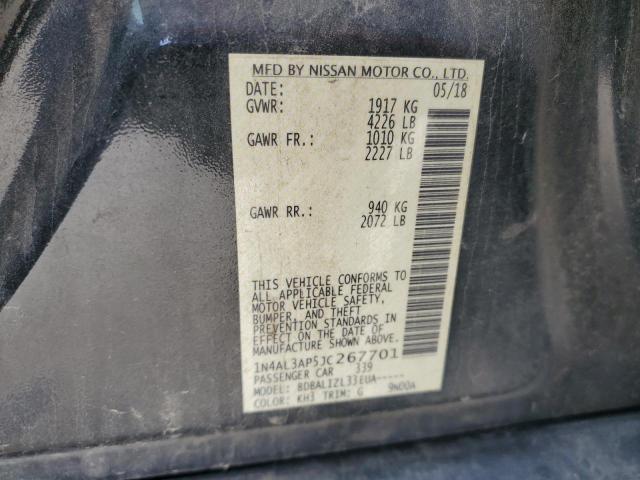 MFD BY NISSAN MOTOR CO., LTD.
DATE: 05/18
GVWR: 1917 KG
4226 LB
GAWR FR.: 1010 KG
2227 LB
GAWR RR.: 940 KG
2072 LB
THIS VEHICLE CONFORMS TO
ALL APPLICABLE FEDERAL
MOTOR VEHICLE SAFETY,
BUMPER, AND THEFT
PREVENTION STANDARDS IN
EFFECT ON THE DATE OF
MANUFACTURE SHOWN ABOVE.
1N4AL3AP5JC267701
PASSENGER CAR 339
MODEL: BDBALIZL33EUA-----
COLOR: KH3 TRIM: G 9N00A